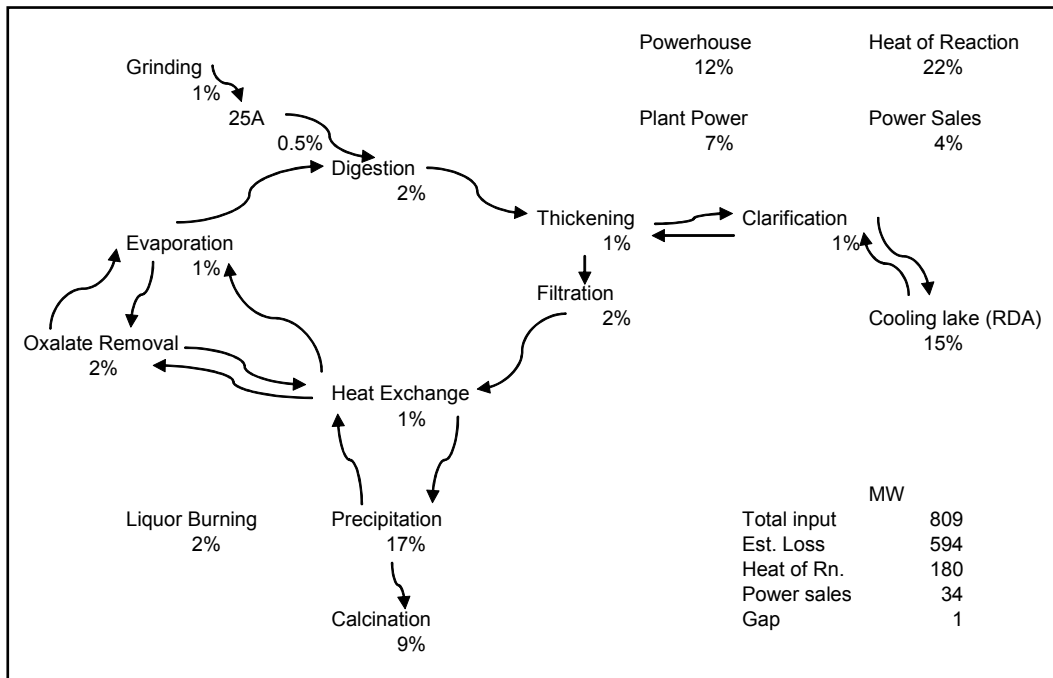 Powerhouse
12%
Heat of Reaction
22%
Grinding
1%
25A
0.5%
Plant Power
7%
Power Sales
4%
Digestion
2%
Thickening
1%
Clarification
1%
Evaporation
1%
Filtration
2%
Cooling lake (RDA)
15%
Oxalate Removal
2%
Heat Exchange
1%
Liquor Burning
2%
Precipitation
17%
Calcination
9%
MW
Total input 809
Est. Loss 594
Heat of Rn. 180
Power sales 34
Gap 1